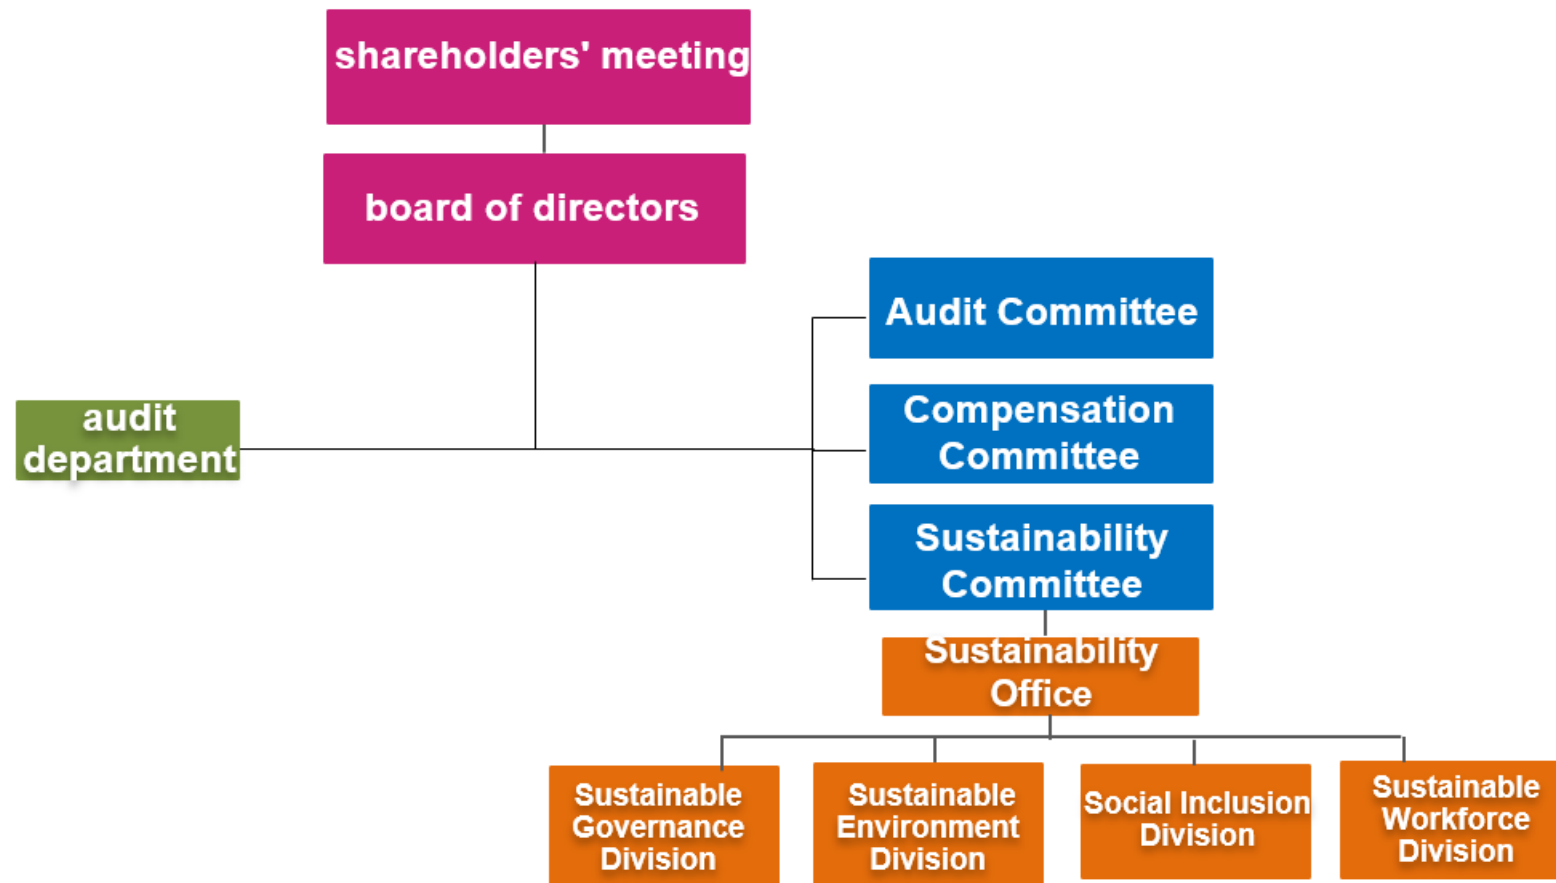 shareholders' meeting
board of directors
Audit Committee
audit
department
Compensation
Committee
Sustainability
Committee
Sustainability
Office
Sustainable
Governance
Division
Sustainable
Environment
Division
Social Inclusion
Division
Sustainable
Workforce
Division